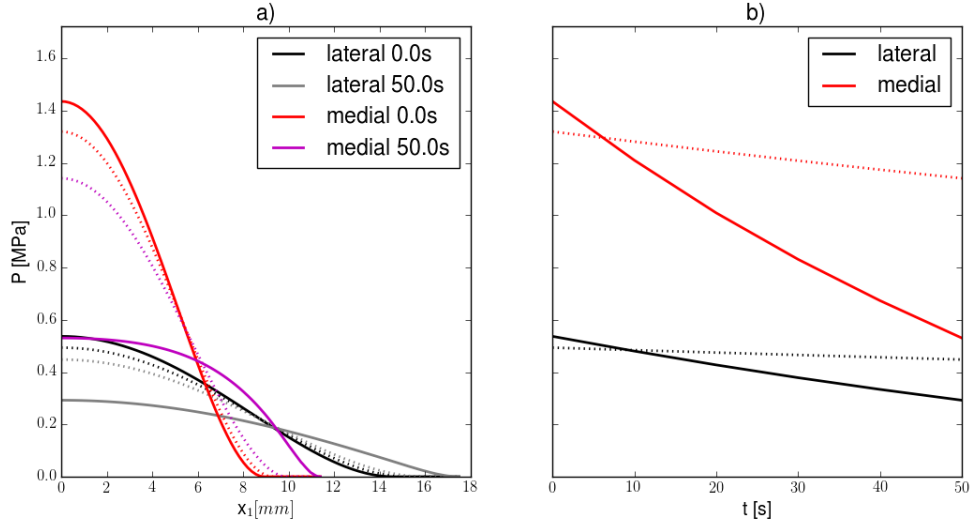 a)
lateral 0.0s
lateral 50.0s
medial 0.0s
medial 50.0s
P [MPa]
1.6
1.4
1.2
1.0
0.8
0.6
0.4
0.2
0.0
0 2 4 6 8 10 12 14 16 18
x₁[mm]
b)
lateral
medial
0 10 20 30 40 50
t [s]